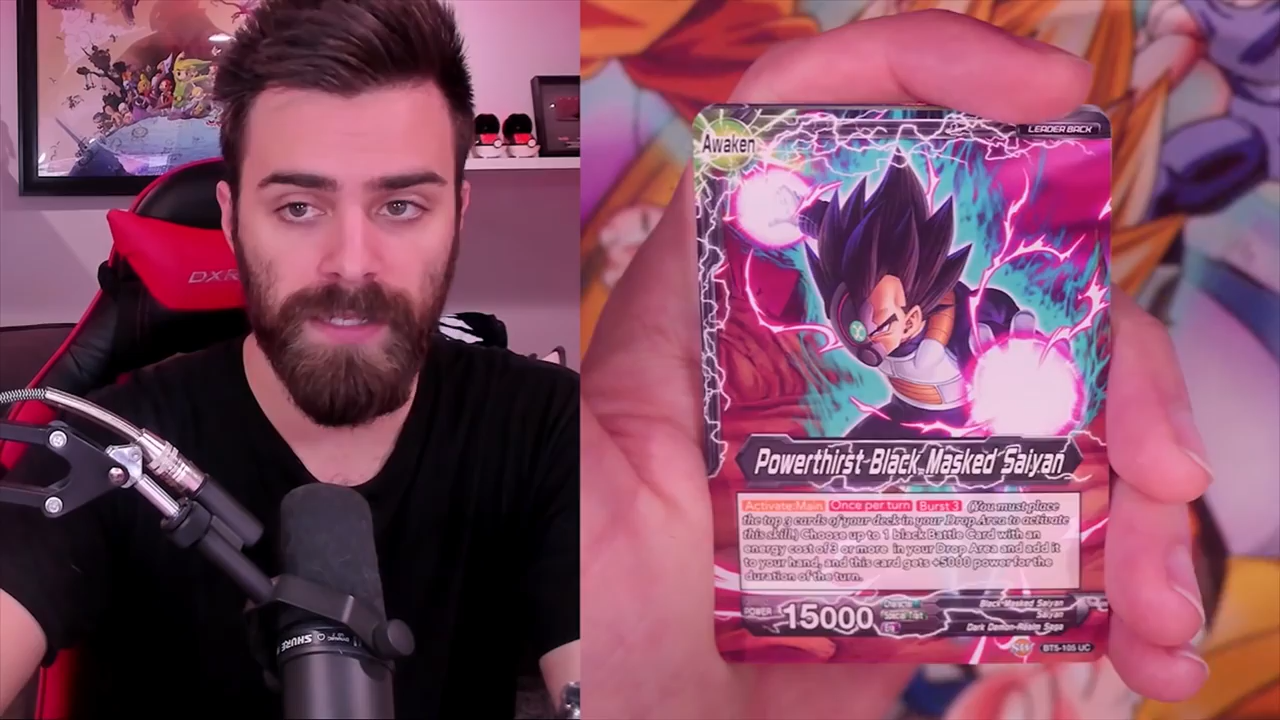 DXR
SHURE
Awaken
LEADER BACK
Powerthirst Black Masked Saiyan
Activate Main Once per turn Burst 3 (You must place
the top 3 cards of your deck in your Drop Area to activate
this skill.) Choose up to 1 black Battle Card with an
energy cost of 3 or more in your Drop Area and add it
to your hand, and this card gets +5000 power for the
duration of the turn.
POWER 15000
Character Black Masked Saiyan
Special Trait Saiyan
Era Dark Demon Realm Saga
BT5-105 UC